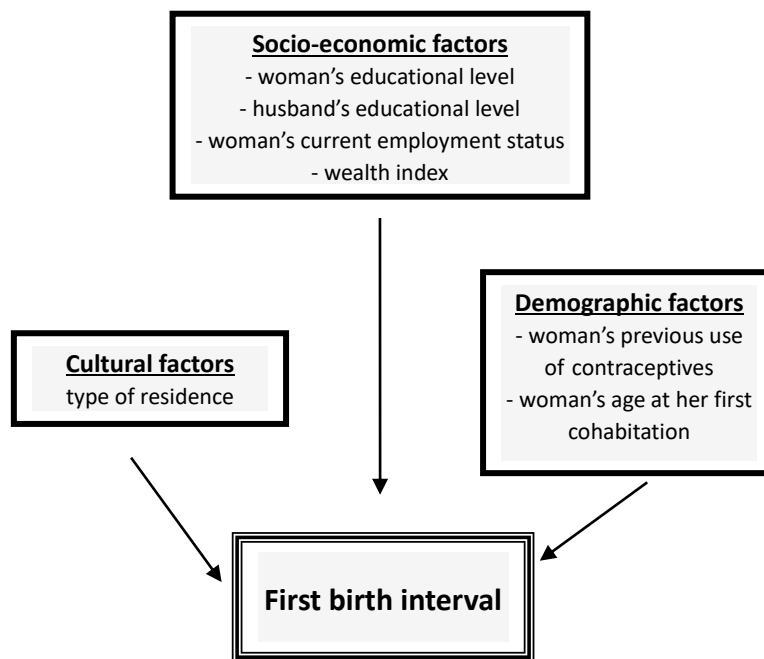 Socio-economic factors
- woman’s educational level
- husband’s educational level
- woman’s current employment status
- wealth index
Cultural factors
type of residence
Demographic factors
- woman’s previous use
of contraceptives
- woman’s age at her first
cohabitation
First birth interval